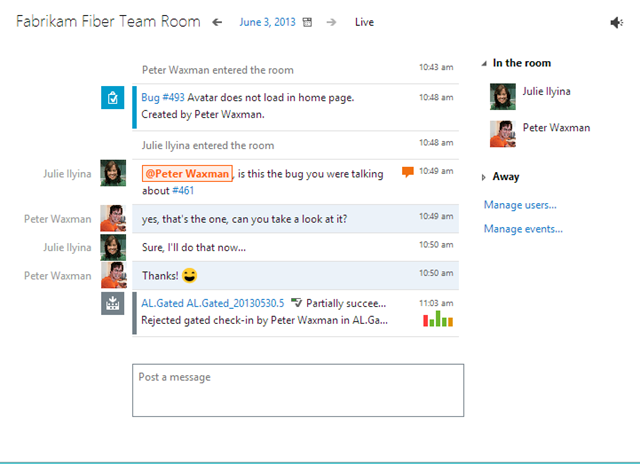 Fabrikam Fiber Team Room
June 3, 2013
Live
Peter Waxman entered the room 10:43 am
Bug #493 Avatar does not load in home page. 10:48 am
Created by Peter Waxman.
Julie Ilyina entered the room 10:48 am
Julie Ilyina
@Peter Waxman, is this the bug you were talking 10:49 am
about #461
Peter Waxman
yes, that's the one, can you take a look at it? 10:49 am
Julie Ilyina
Sure, I'll do that now... 10:50 am
Peter Waxman
Thanks! 10:50 am
AL.Gated AL.Gated_20130530.5 Partially succee... 11:03 am
Rejected gated check-in by Peter Waxman in AL.Ga...
Post a message
In the room
Julie Ilyina
Peter Waxman
Away
Manage users...
Manage events...